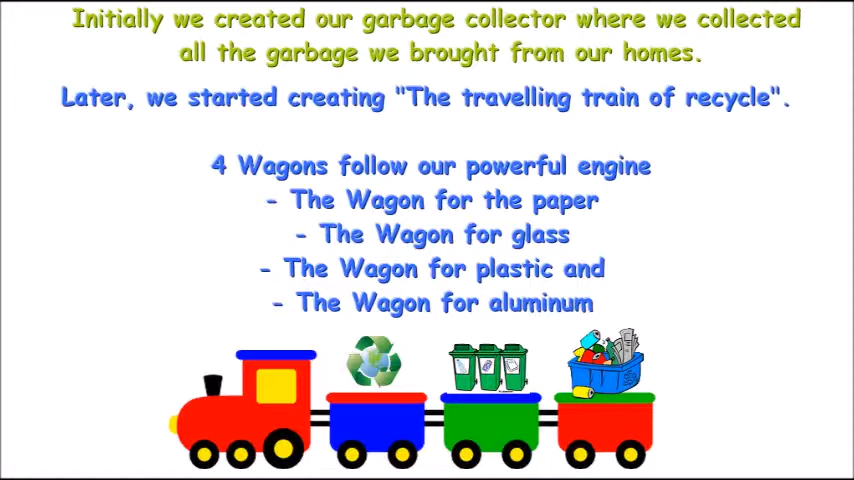 Initially we created our garbage collector where we collected
all the garbage we brought from our homes.
Later, we started creating "The travelling train of recycle".
4 Wagons follow our powerful engine
- The Wagon for the paper
- The Wagon for glass
- The Wagon for plastic and
- The Wagon for aluminum